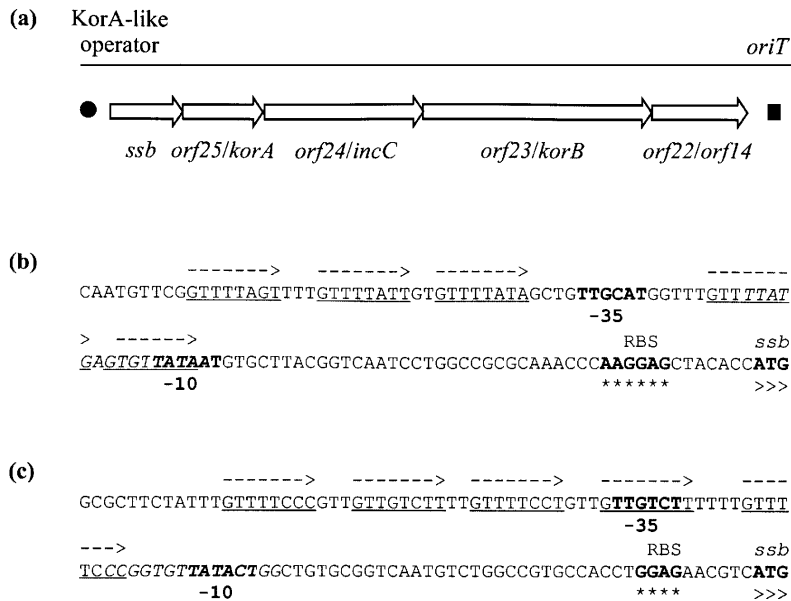 (a) KorA-like
operator oriT
ssb orf25/korA orf24/incC orf23/korB orf22/orf14
(b) -------> -------> -------> ----
CAATGTTCGGTTTTAGTTTTGTTTTATTGTGTTTTATAGCTGTTGCATGGTTTGTTTTAT
-35
> -------> RBS ssb
GAGTGTTATAATGTGCTTACGGTCAATCCTGGCCGCGCAAACCCAAGGAGCTACACCATG
-10 ****** >>>
(c) -------> -------> -------> -------> ----
GCGCTTCTATTTGTTTTCCCGTTGTTGTCTTTTGTTTTCCTGTTGTTGTCTTTTTTGTTT
-35
---> RBS ssb
TCCCGGTGTTATACTGGCTGTGCGGTCAATGTCTGGCCGTGCCACCTGGAGAACGTCATG
-10 **** >>>